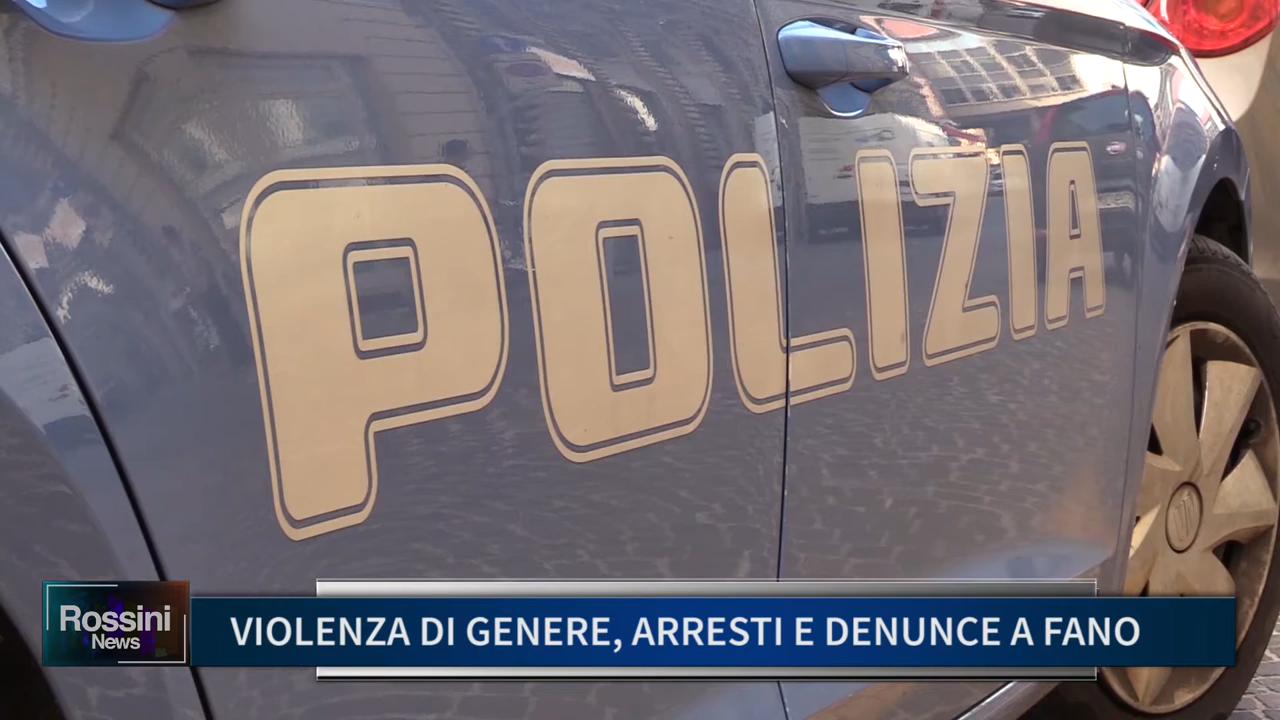 POLIZIA
Rossini
News
VIOLENZA DI GENERE, ARRESTI E DENUNCE A FANO